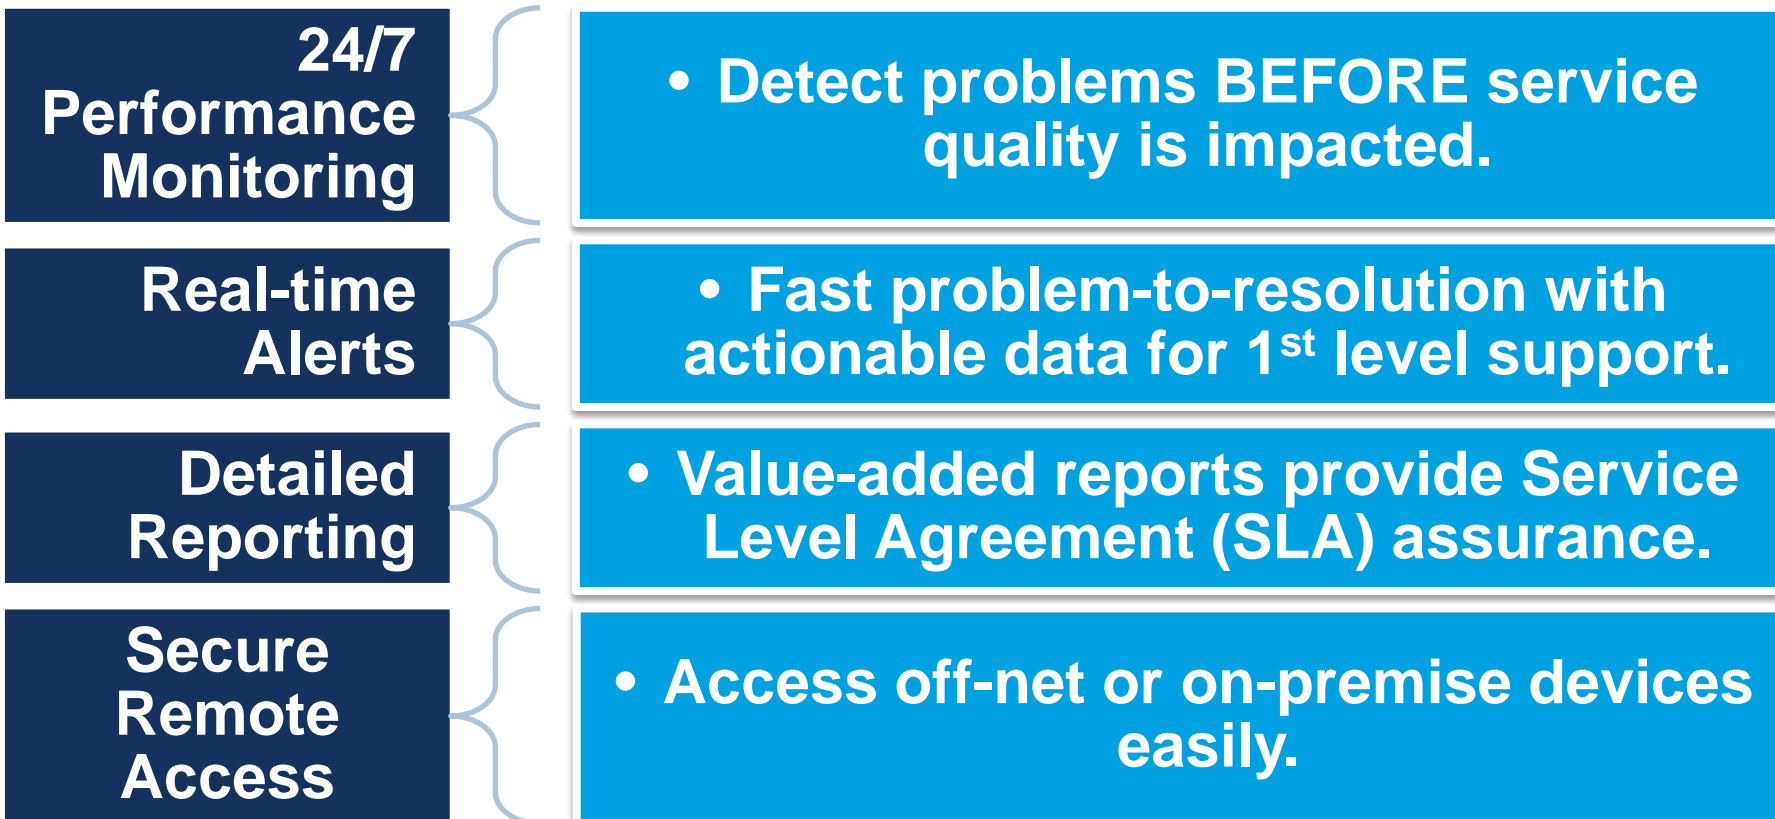 24/7
Performance
Monitoring
• Detect problems BEFORE service
quality is impacted.
Real-time
Alerts
• Fast problem-to-resolution with
actionable data for 1st level support.
Detailed
Reporting
• Value-added reports provide Service
Level Agreement (SLA) assurance.
Secure
Remote
Access
• Access off-net or on-premise devices
easily.